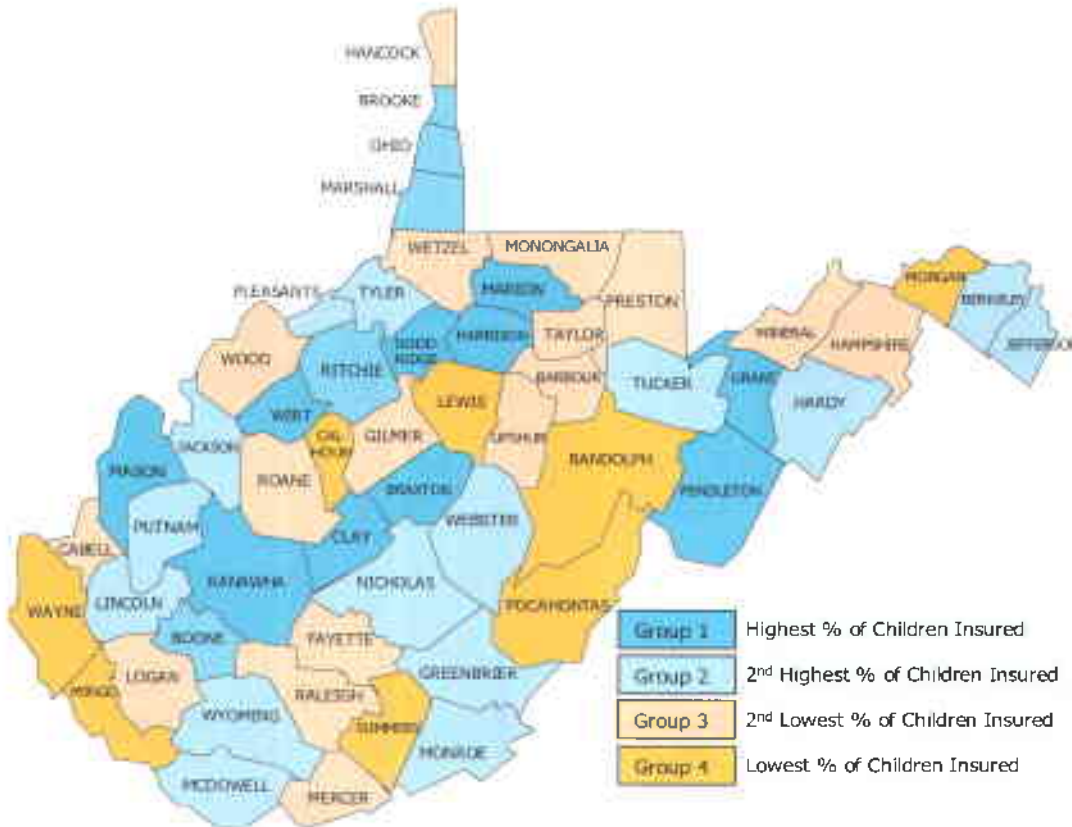 HANCOCK
BROOKE
OHIO
MARSHALL
WETZEL
MONONGALIA
MORGAN
MARION
PLEASANTS
TYLER
PRESTON
BERKELEY
HARRISON
TAYLOR
MINERAL
HAMPSHIRE
JEFFERSON
WOOD
RITCHIE
DODD
RIDGE
BARBOUR
TUCKER
GRANT
HARDY
WIRT
LEWIS
JACKSON
CAL
HOUN
GILMER
UPSHUR
RANDOLPH
MASON
ROANE
BRAXTON
PENDLETON
PUTNAM
WEBSTER
CLAY
CABELL
KANAWHA
NICHOLAS
WAYNE
LINCOLN
POCAHONTAS
BOONE
FAYETTE
Group 1 Highest % of Children Insured
LOGAN
GREENBRIER
Group 2 2nd Highest % of Children Insured
MINGO
RALEIGH
WYOMING
SUMMERS
Group 3 2nd Lowest % of Children Insured
MONROE
Group 4 Lowest % of Children Insured
MCDOWELL
MERCER